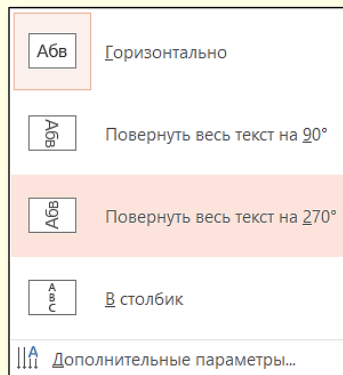 Абв
Горизонтально
Абв
Повернуть весь текст на 90°
Абв
Повернуть весь текст на 270°
A
B
C
В столбик
A
Дополнительные параметры...